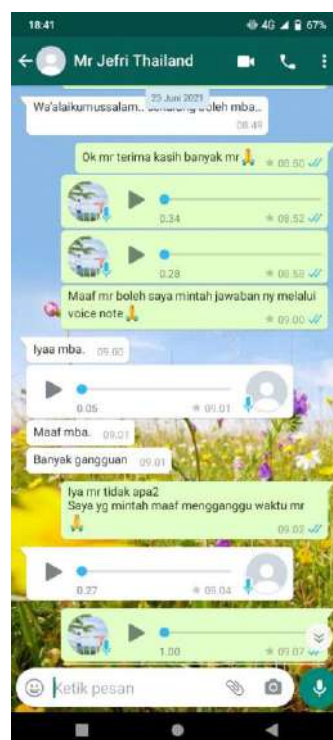 18:41
4G 67%
Mr Jefri Thailand
25 Juni 2021
Wa'alaikumussalam.. boleh mba..
08.49
Ok mr terima kasih banyak mr🙏 08.50
0.34 08.52
0.28 08.58
Maaf mr boleh saya mintah jawaban ny melalui
voice note🙏 09.00
Iyaa mba. 09.00
0.05 09.01
Maaf mba. 09.01
Banyak gangguan 09.01
Iya mr tidak apa2
Saya yg mintah maaf mengganggu waktu mr
🙏 09.02
0.27 09.04
1.00 09.07
Ketik pesan